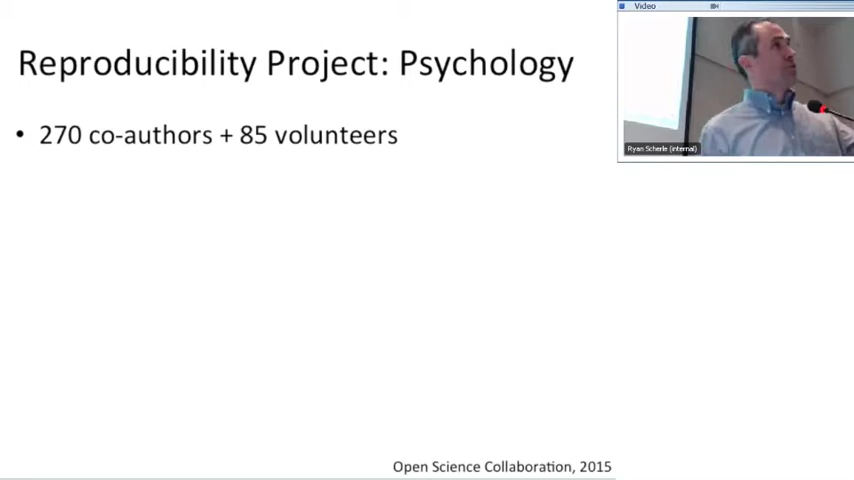 Reproducibility Project: Psychology
• 270 co-authors + 85 volunteers
Open Science Collaboration, 2015
Video
Ryan Scherle (internal)